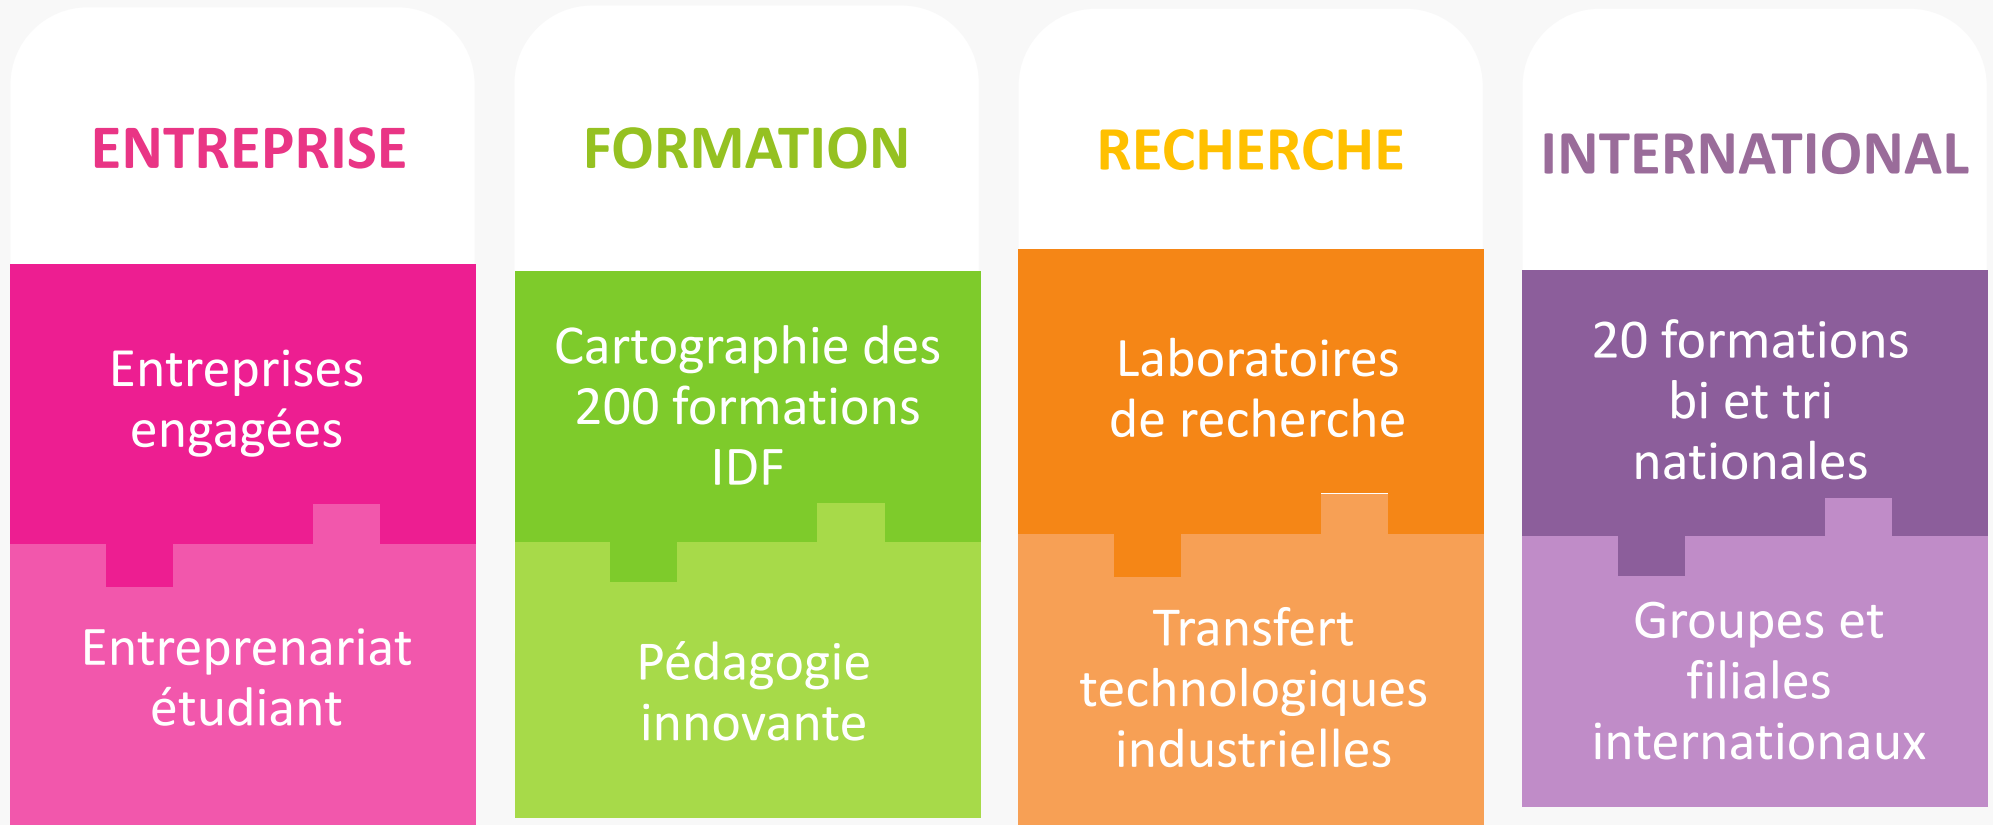 ENTREPRISE
Entreprises
engagées
Entreprenariat
étudiant
FORMATION
Cartographie des
200 formations
IDF
Pédagogie
innovante
RECHERCHE
Laboratoires
de recherche
Transfert
technologiques
industrielles
INTERNATIONAL
20 formations
bi et tri
nationales
Groupes et
filiales
internationaux